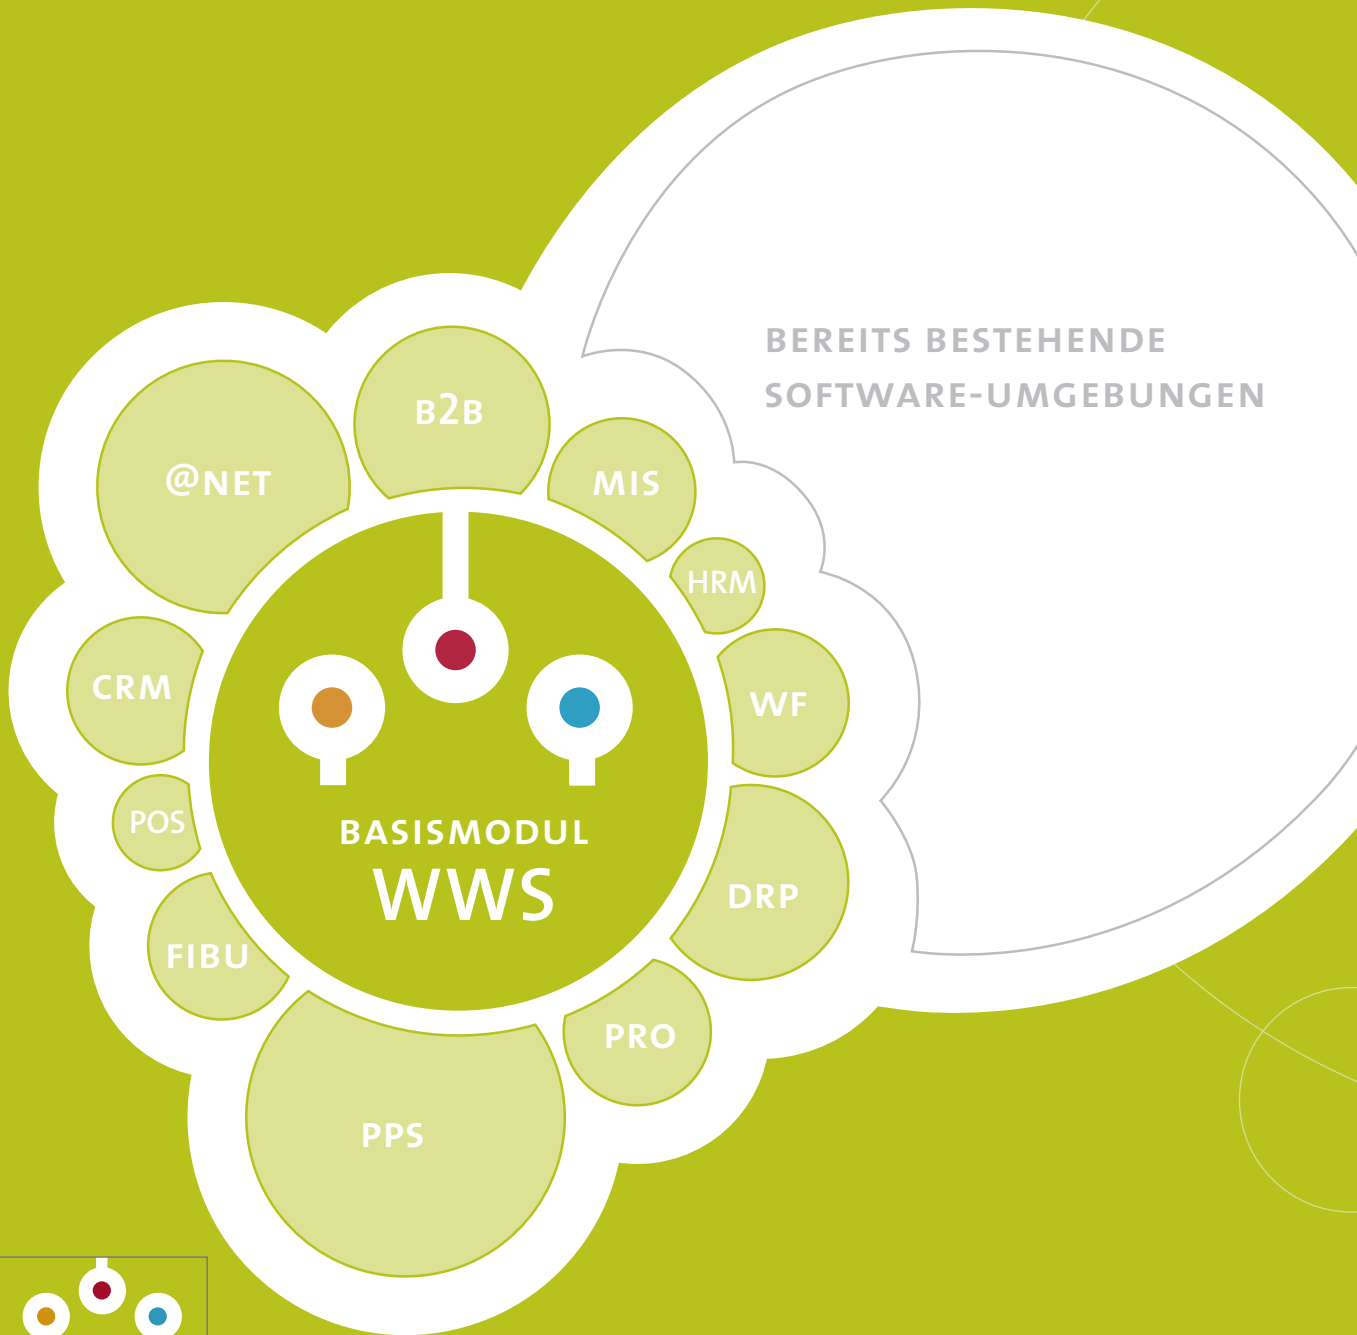 BEREITS BESTEHENDE
SOFTWARE-UMGEBUNGEN
B2B
@NET
MIS
HRM
CRM
WF
POS
BASISMODUL
WWS
DRP
FIBU
PRO
PPS